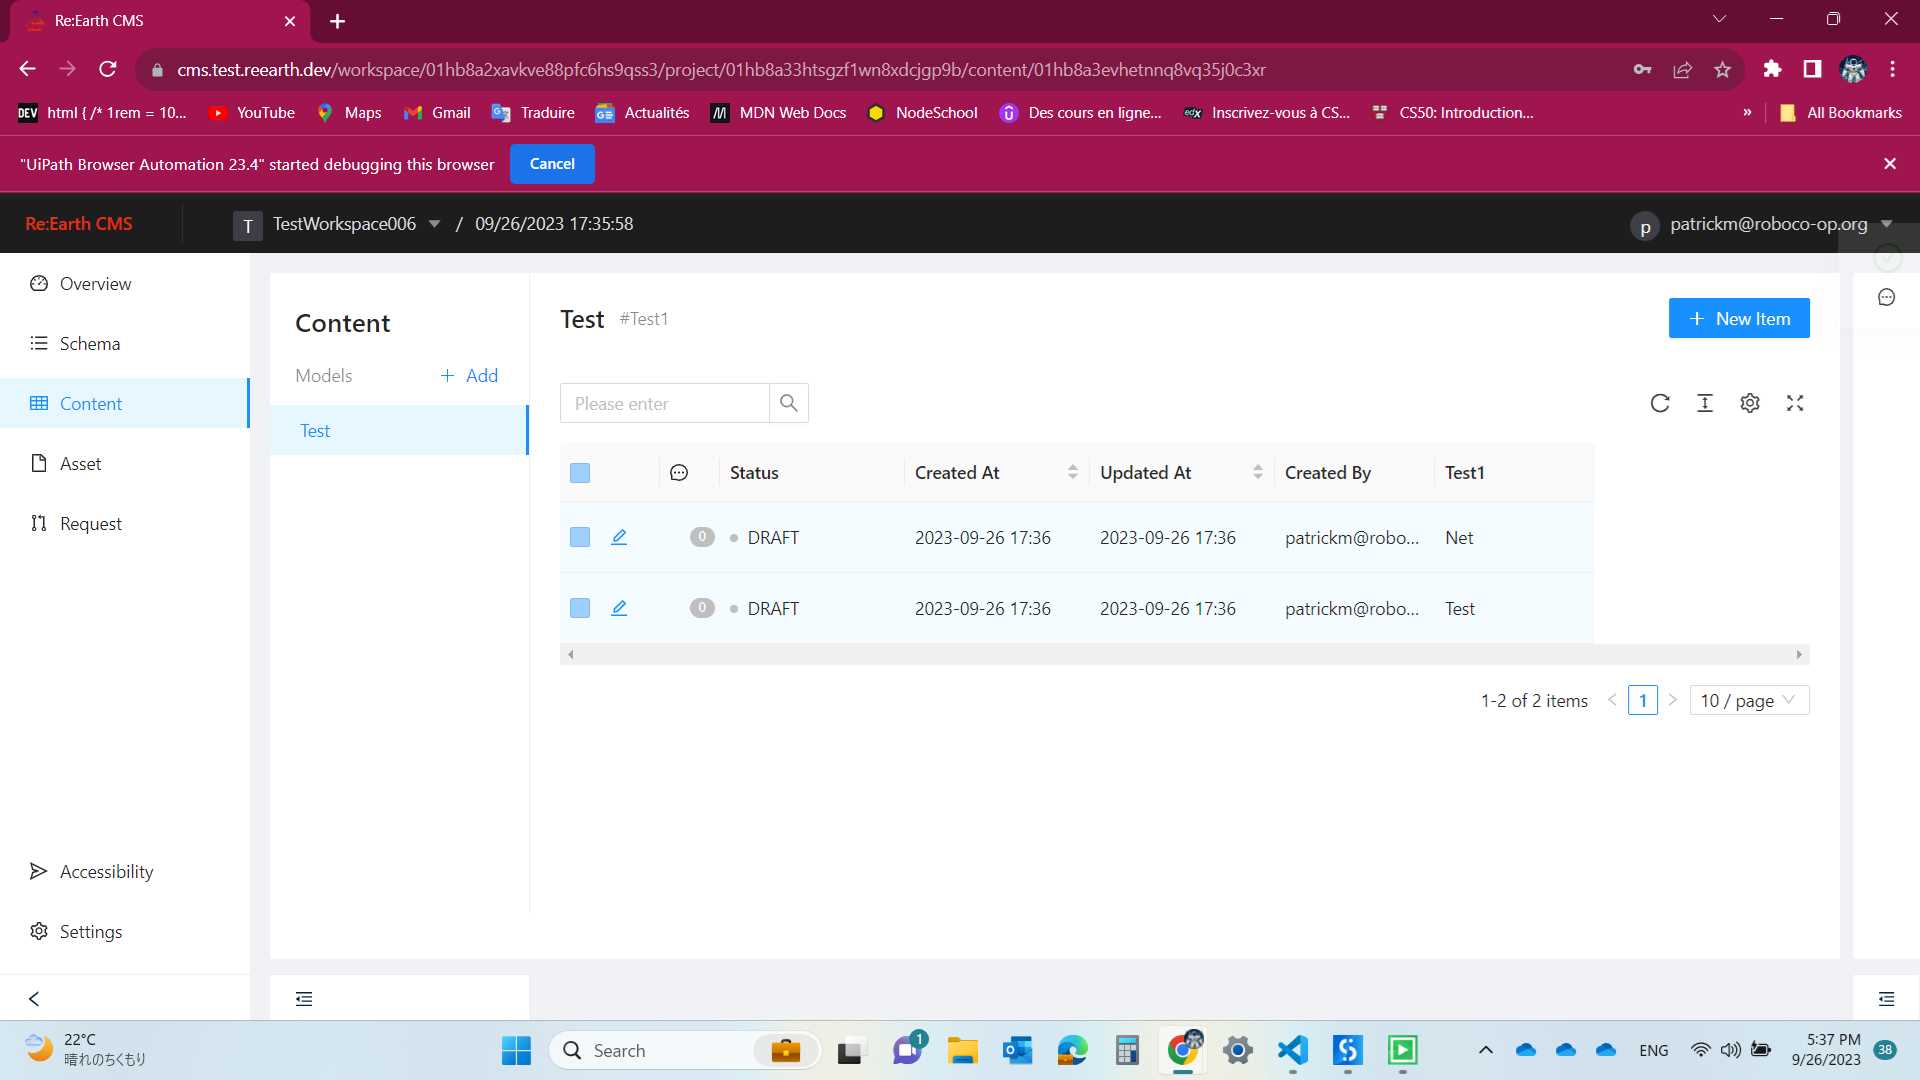 Re:Earth CMS
cms.test.reearth.dev/workspace/01hb8a2xavkve88pfc6hs9qss3/project/01hb8a33htsgzf1wn8xdcjgp9b/content/01hb8a3evhetnnq8vq35j0c3xr
DEV html { /* 1rem = 10... YouTube Maps Gmail Traduire Actualités MDN Web Docs NodeSchool Des cours en ligne... edX Inscrivez-vous à CS... CS50: Introduction... » All Bookmarks
"UiPath Browser Automation 23.4" started debugging this browser Cancel
Re:Earth CMS T TestWorkspace006 / 09/26/2023 17:35:58 p patrickm@roboco-op.org
Overview
Schema
Content
Asset
Request
Accessibility
Settings
Content
Models + Add
Test
Test #Test1 + New Item
Please enter
Status Created At Updated At Created By Test1
0 DRAFT 2023-09-26 17:36 2023-09-26 17:36 patrickm@robo... Net
0 DRAFT 2023-09-26 17:36 2023-09-26 17:36 patrickm@robo... Test
1-2 of 2 items < 1 > 10 / page
22°C
晴れのちくもり
Search
1
ENG
5:37 PM
9/26/2023
38